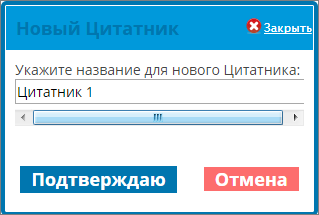 Новый Цитатник
Закрыть
Укажите название для нового Цитатника:
Цитатник 1
Подтверждаю
Отмена